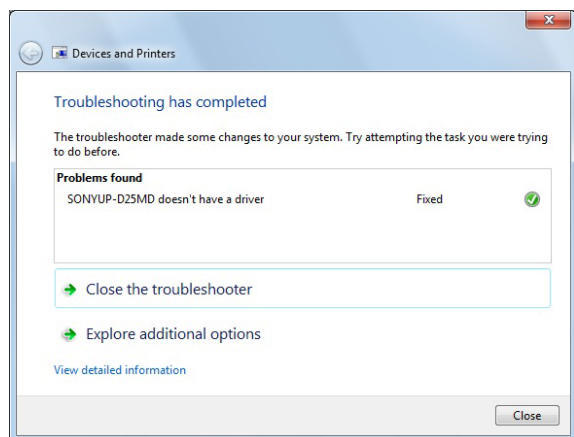 Devices and Printers
Troubleshooting has completed
The troubleshooter made some changes to your system. Try attempting the task you were trying
to do before.
Problems found
SONYUP-D25MD doesn't have a driver Fixed
Close the troubleshooter
Explore additional options
View detailed information
Close